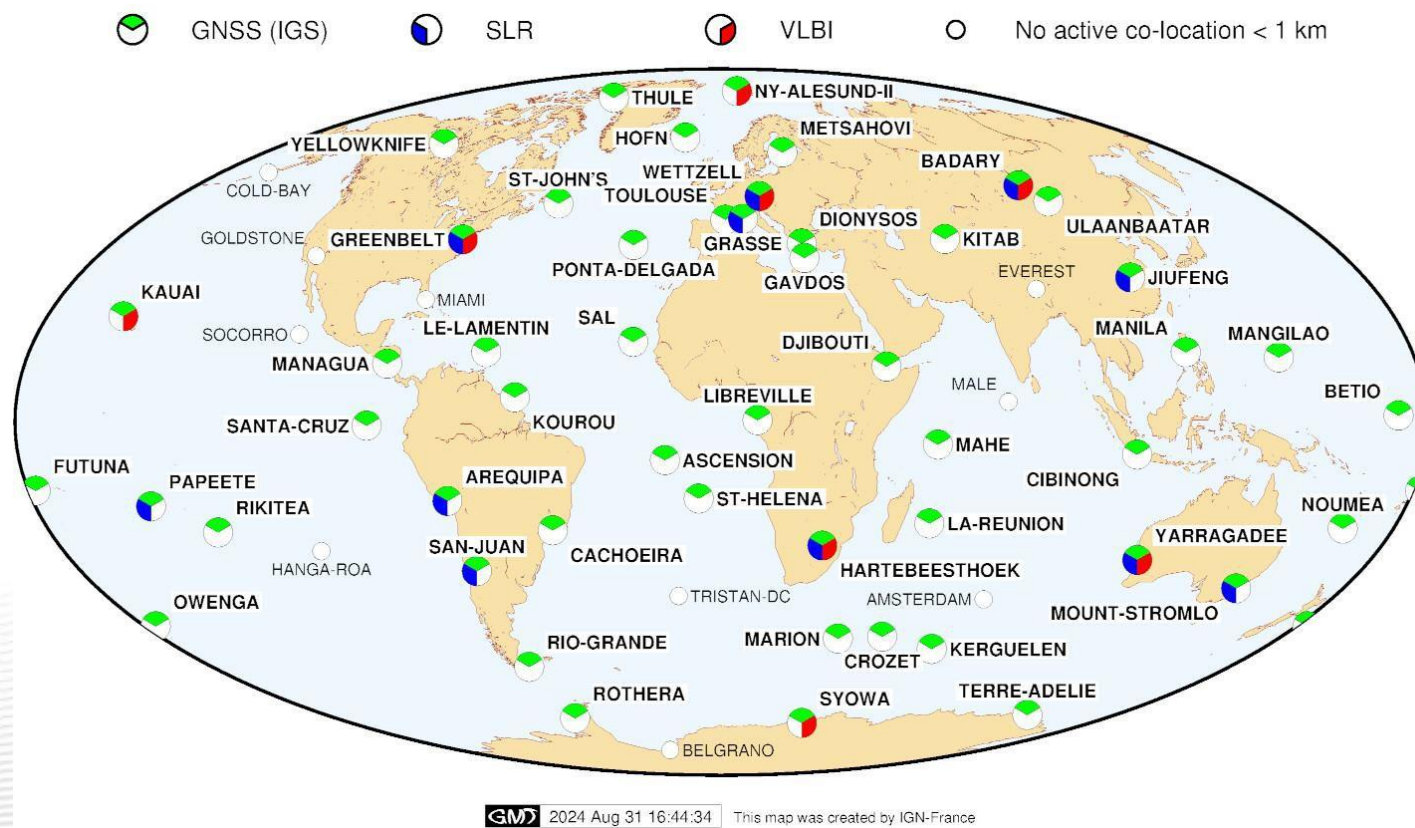 GNSS (IGS)
SLR
VLBI
No active co-location < 1 km
THULE
NY-ALESUND-II
YELLOWKNIFE
HOFN
METSAHOVI
COLD-BAY
ST-JOHN'S
WETTZELL
BADARY
TOULOUSE
GOLDSTONE
GREENBELT
DIONYSOS
ULAANBAATAR
GRASSE
KITAB
PONTA-DELGADA
GAVDOS
EVEREST
JIUFENG
KAUAI
MIAMI
SOCORRO
LE-LAMENTIN
SAL
MANILA
MANGILAO
MANAGUA
DJIBOUTI
MALE
BETIO
LIBREVILLE
SANTA-CRUZ
KOUROU
MAHE
FUTUNA
ASCENSION
CIBINONG
PAPEETE
AREQUIPA
RIKITEA
ST-HELENA
NOUMEA
LA-REUNION
YARRAGADEE
SAN-JUAN
CACHOEIRA
HANGA-ROA
HARTEBEESTHOEK
OWENGA
TRISTAN-DC
AMSTERDAM
MOUNT-STROMLO
RIO-GRANDE
MARION
CROZET
KERGUELEN
ROTHERA
SYOWA
TERRE-ADELIE
BELGRANO
GMT 2024 Aug 31 16:44:34 This map was created by IGN-France